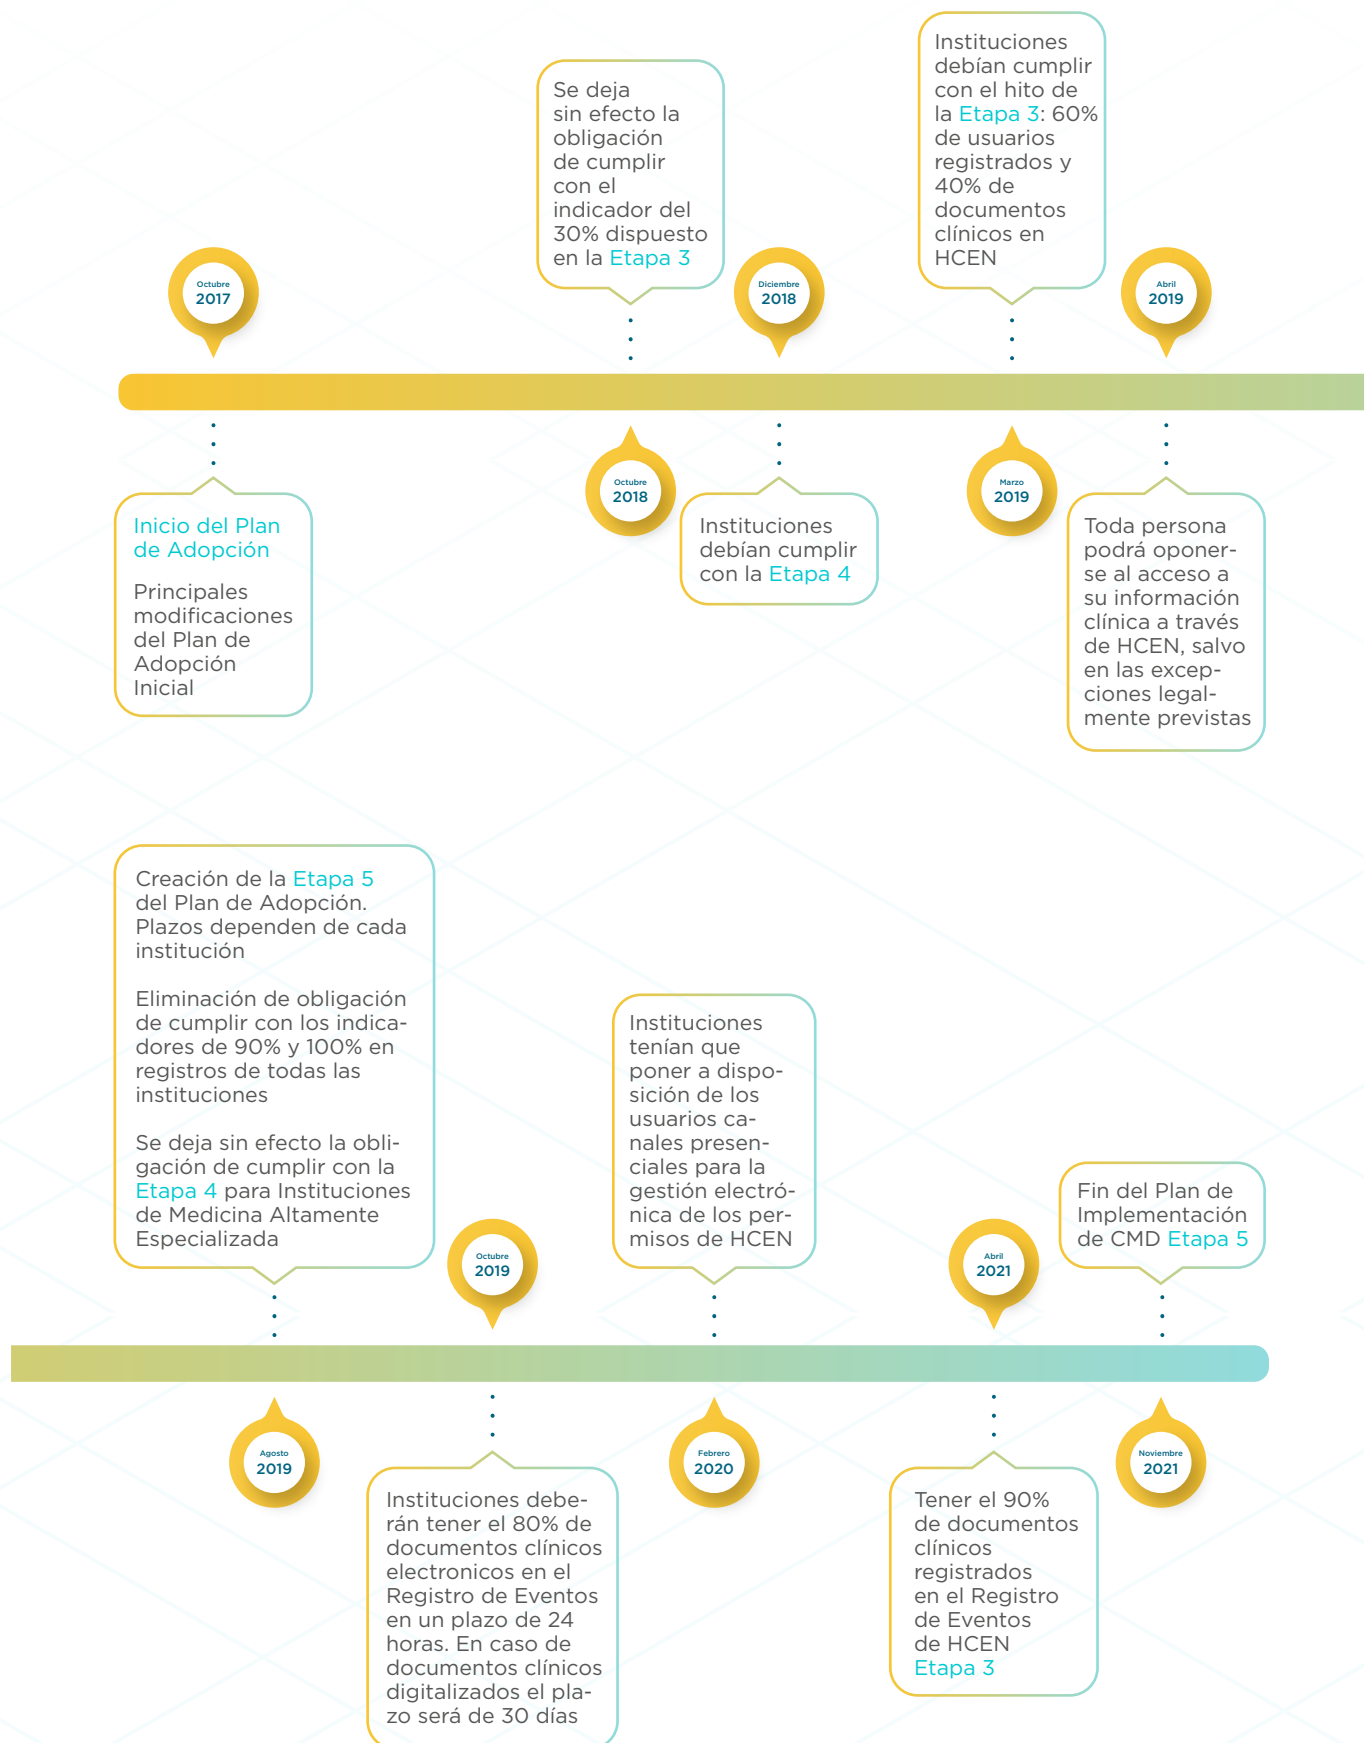 Octubre
2017
Inicio del Plan
de Adopción
Principales
modificaciones
del Plan de
Adopción
Inicial
Se deja
sin efecto la
obligación
de cumplir
con el
indicador del
30% dispuesto
en la Etapa 3
Octubre
2018
Diciembre
2018
Instituciones
debían cumplir
con la Etapa 4
Instituciones
debían cumplir
con el hito de
la Etapa 3: 60%
de usuarios
registrados y
40% de
documentos
clínicos en
HCEN
Marzo
2019
Abril
2019
Toda persona
podrá oponer-
se al acceso a
su información
clínica a través
de HCEN, salvo
en las excep-
ciones legal-
mente previstas
Creación de la Etapa 5
del Plan de Adopción.
Plazos dependen de cada
institución
Eliminación de obligación
de cumplir con los indica-
dores de 90% y 100% en
registros de todas las
instituciones
Se deja sin efecto la obli-
gación de cumplir con la
Etapa 4 para Instituciones
de Medicina Altamente
Especializada
Agosto
2019
Octubre
2019
Instituciones debe-
rán tener el 80% de
documentos clínicos
electronicos en el
Registro de Eventos
en un plazo de 24
horas. En caso de
documentos clínicos
digitalizados el pla-
zo será de 30 días
Instituciones
tenían que
poner a dispo-
sición de los
usuarios ca-
nales presen-
ciales para la
gestión electró-
nica de los per-
misos de HCEN
Febrero
2020
Abril
2021
Tener el 90%
de documentos
clínicos
registrados
en el Registro
de Eventos
de HCEN
Etapa 3
Fin del Plan de
Implementación
de CMD Etapa 5
Noviembre
2021